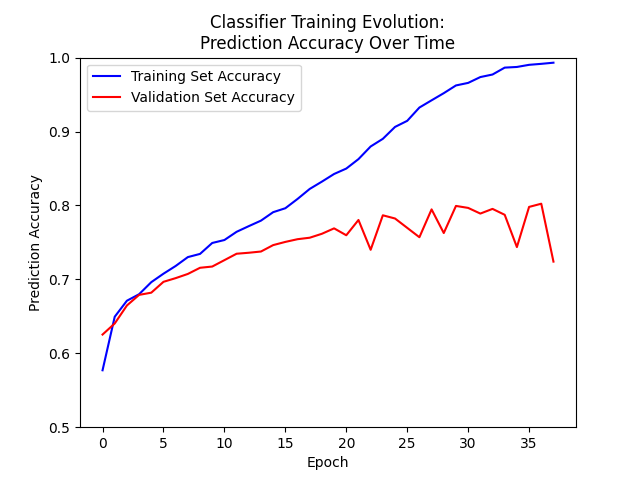 Classifier Training Evolution:
Prediction Accuracy Over Time
Training Set Accuracy
Validation Set Accuracy
Prediction Accuracy
1.0
0.9
0.8
0.7
0.6
0.5
0 5 10 15 20 25 30 35
Epoch